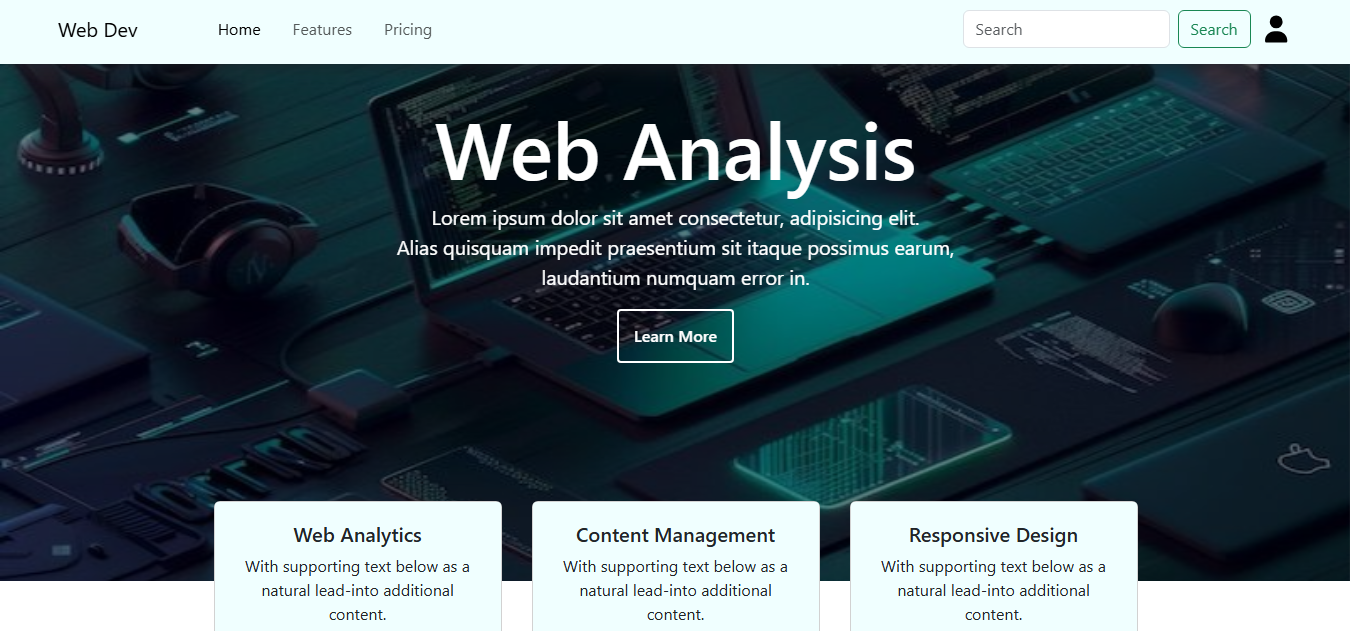 Web Dev
Home
Features
Pricing
Search
Search
Web Analysis
Lorem ipsum dolor sit amet consectetur, adipisicing elit.
Alias quisquam impedit praesentium sit itaque possimus earum,
laudantium numquam error in.
Learn More
Web Analytics
With supporting text below as a
natural lead-into additional
content.
Content Management
With supporting text below as a
natural lead-into additional
content.
Responsive Design
With supporting text below as a
natural lead-into additional
content.